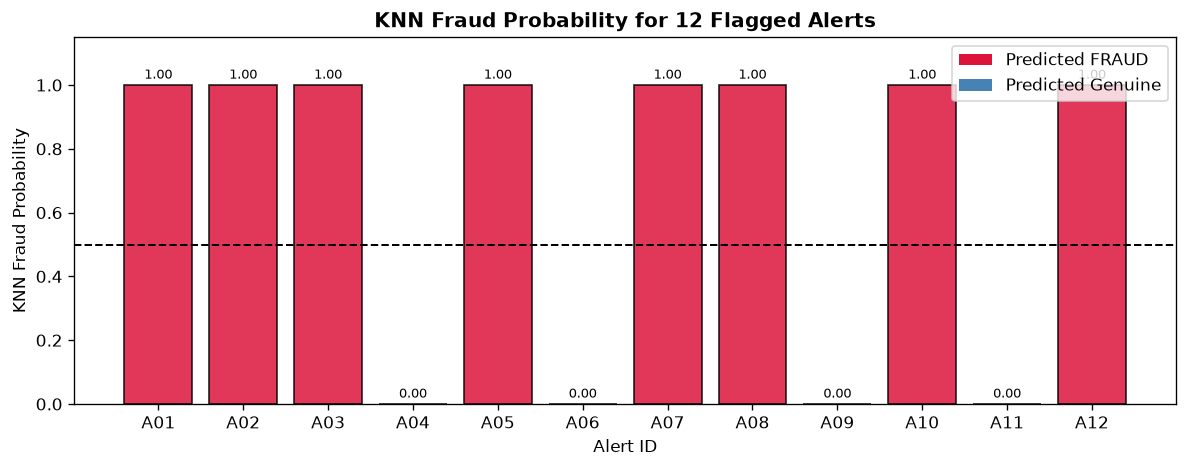 KNN Fraud Probability for 12 Flagged Alerts
Predicted FRAUD
Predicted Genuine
1.00 1.00 1.00 1.00 1.00 1.00 1.00 1.00
0.00 0.00 0.00 0.00
KNN Fraud Probability
1.0
0.8
0.6
0.4
0.2
0.0
A01 A02 A03 A04 A05 A06 A07 A08 A09 A10 A11 A12
Alert ID